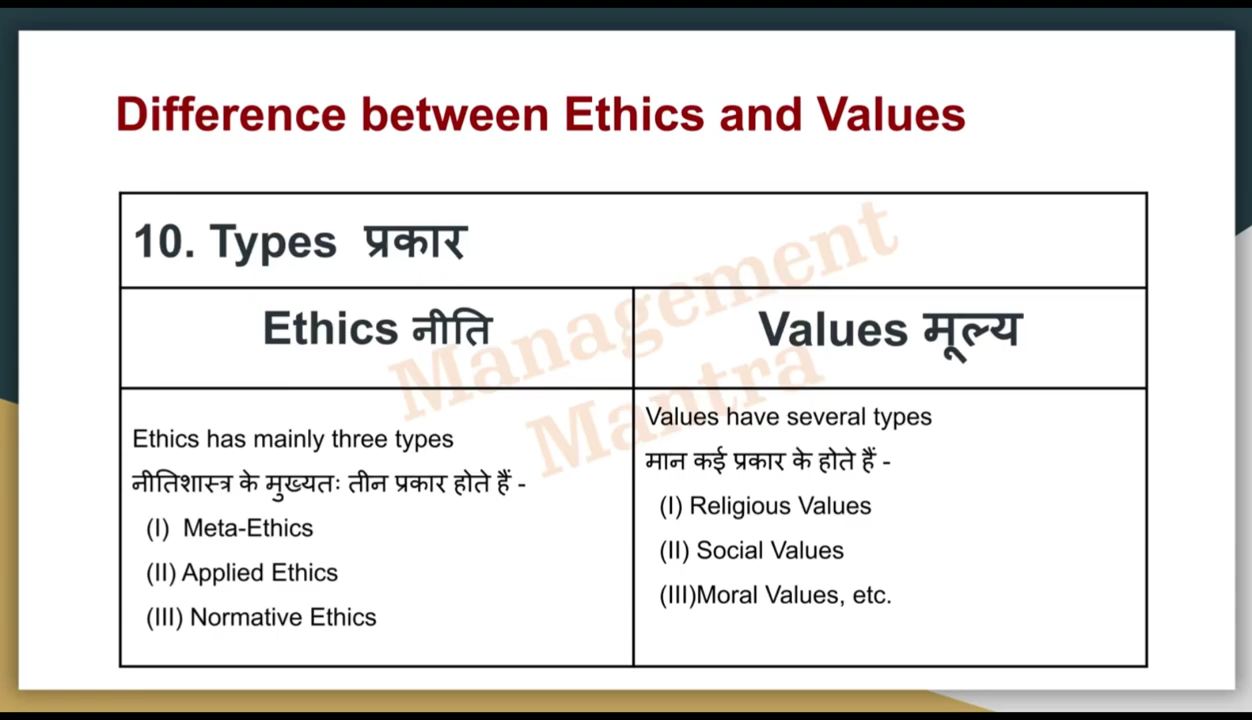 Difference between Ethics and Values
10. Types प्रकार
Ethics नीति
Values मूल्य
Ethics has mainly three types
नीतिशास्त्र के मुख्यतः तीन प्रकार होते हैं -
(I) Meta-Ethics
(II) Applied Ethics
(III) Normative Ethics
Values have several types
मान कई प्रकार के होते हैं -
(I) Religious Values
(II) Social Values
(III)Moral Values, etc.
Management
Mantra